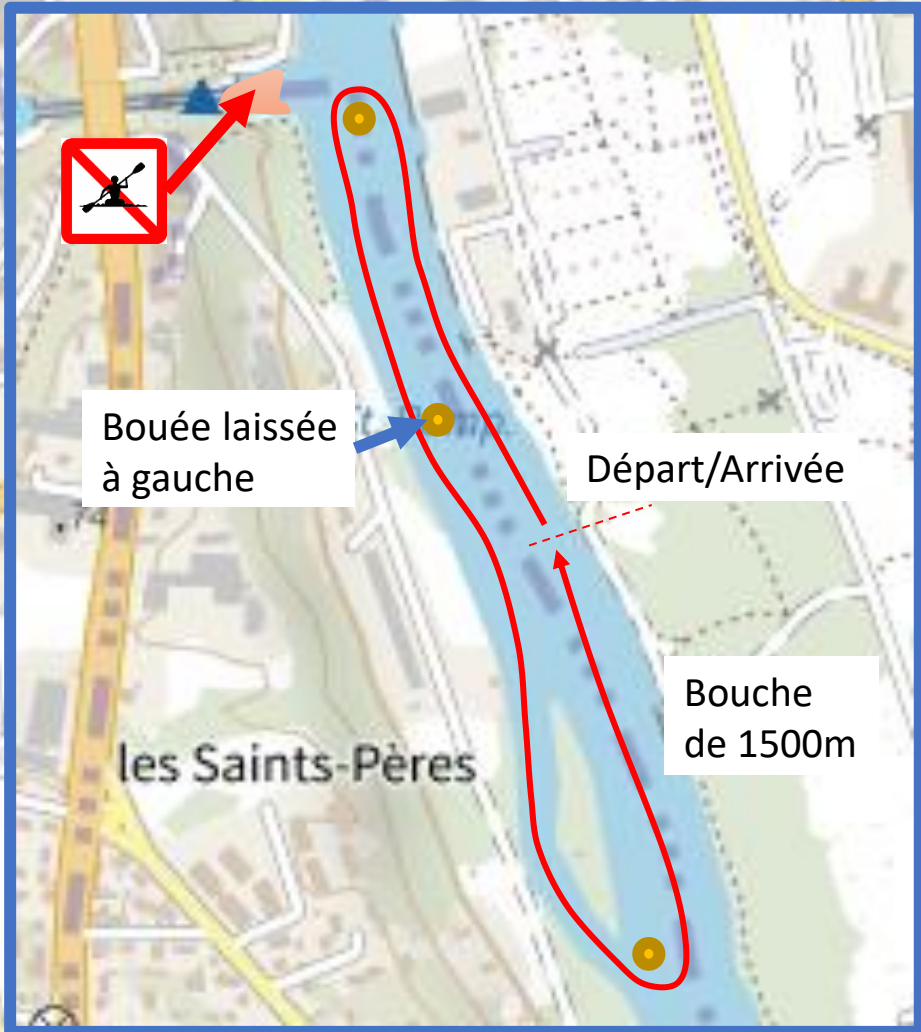 Bouée laissée
à gauche
Départ/Arrivée
Bouche
de 1500m
les Saints-Pères